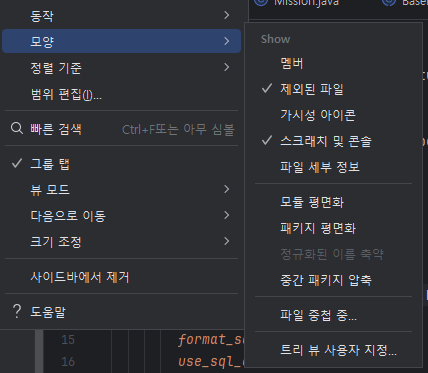 Mission.java
Base
동작
모양
정렬 기준
범위 편집(I)...
빠른 검색 Ctrl+F또는 아무 심볼
그룹 탭
뷰 모드
다음으로 이동
크기 조정
사이드바에서 제거
도움말
Show
멤버
제외된 파일
가시성 아이콘
스크래치 및 콘솔
파일 세부 정보
모듈 평면화
패키지 평면화
정규화된 이름 축약
중간 패키지 압축
파일 중첩 중...
트리 뷰 사용자 지정...
15 format_s
16 use_sql_